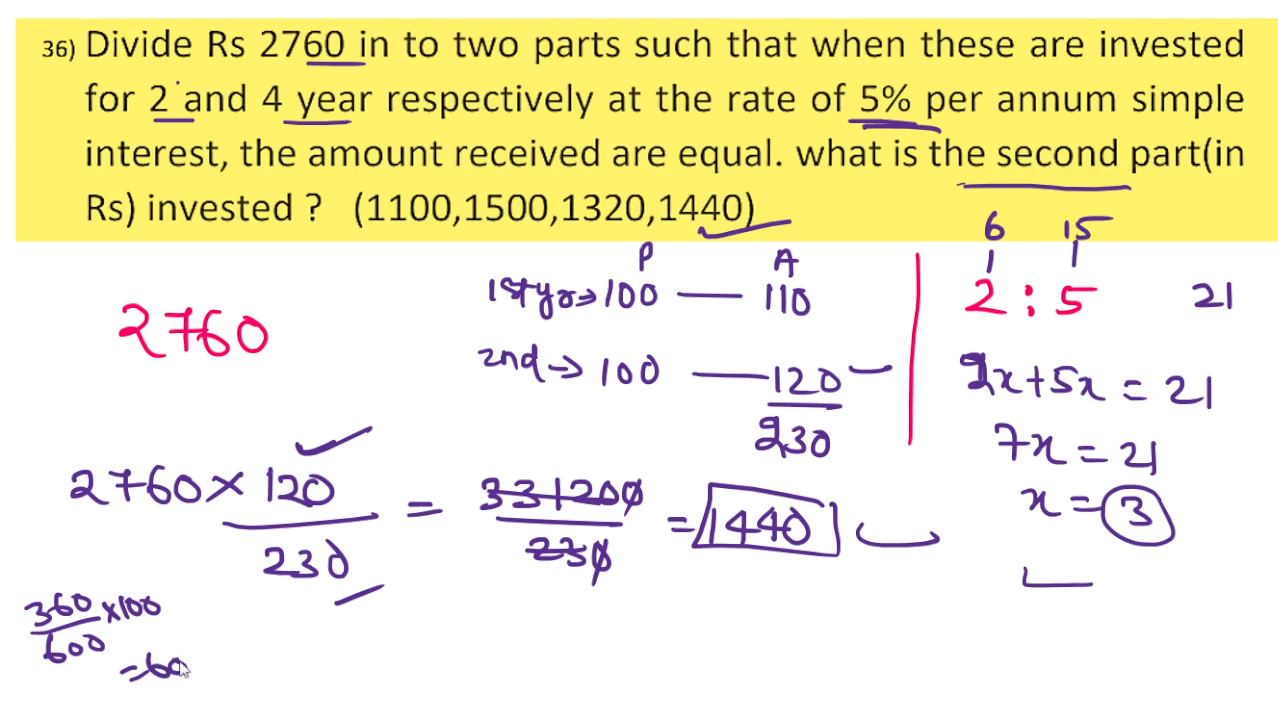 36) Divide Rs 2760 in to two parts such that when these are invested
for 2 and 4 year respectively at the rate of 5% per annum simple
interest, the amount received are equal. what is the second part(in
Rs) invested ? (1100,1500,1320,1440)
P A
1st yr→ 100 — 110
2nd → 100 — 120
230
2760
6 15
2 : 5 21
2x+5x = 21
7x = 21
x = 3
2760 × 120
230
= 331200
230
= 1440
360 × 100
600
= 60